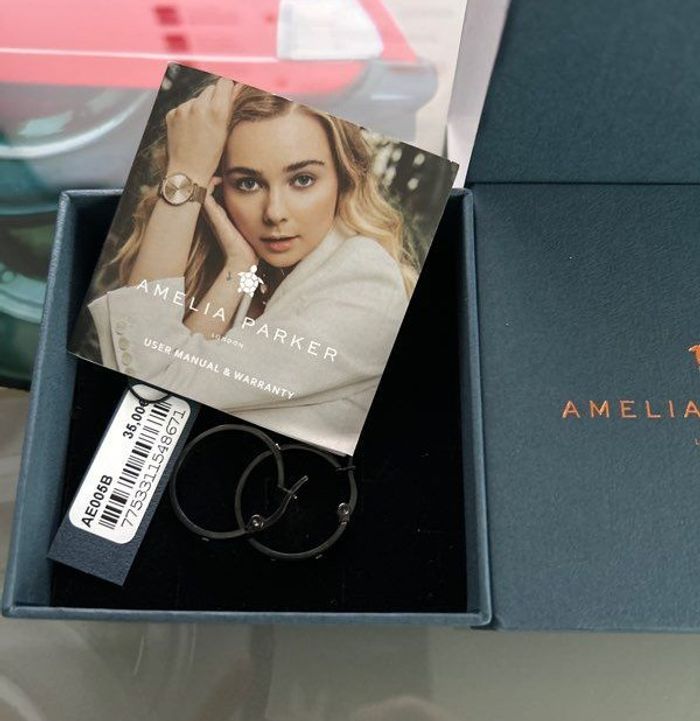 AMELIA PARKER
LONDON
USER MANUAL & WARRANTY
35,00€
AE005B
7753311548671
AMELIA